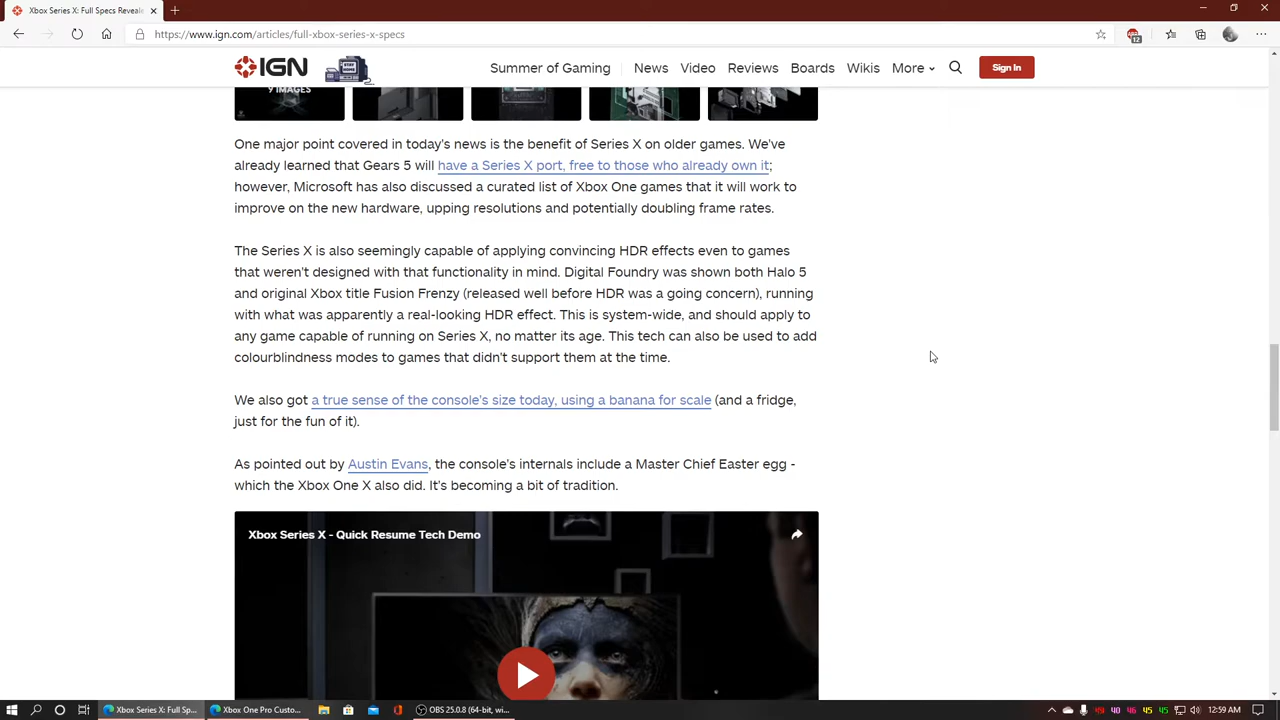 Xbox Series X: Full Specs Reveale
https://www.ign.com/articles/full-xbox-series-x-specs
12
IGN
Summer of Gaming
News
Video
Reviews
Boards
Wikis
More
Sign In
9 IMAGES
One major point covered in today's news is the benefit of Series X on older games. We've
already learned that Gears 5 will have a Series X port, free to those who already own it;
however, Microsoft has also discussed a curated list of Xbox One games that it will work to
improve on the new hardware, upping resolutions and potentially doubling frame rates.
The Series X is also seemingly capable of applying convincing HDR effects even to games
that weren't designed with that functionality in mind. Digital Foundry was shown both Halo 5
and original Xbox title Fusion Frenzy (released well before HDR was a going concern), running
with what was apparently a real-looking HDR effect. This is system-wide, and should apply to
any game capable of running on Series X, no matter its age. This tech can also be used to add
colourblindness modes to games that didn't support them at the time.
We also got a true sense of the console's size today, using a banana for scale (and a fridge,
just for the fun of it).
As pointed out by Austin Evans, the console's internals include a Master Chief Easter egg -
which the Xbox One X also did. It's becoming a bit of tradition.
Xbox Series X - Quick Resume Tech Demo
Xbox Series X: Full Sp...
Xbox One Pro Custo...
OBS 25.0.8 (64-bit, wi...
48
46
45
45
12:59 AM